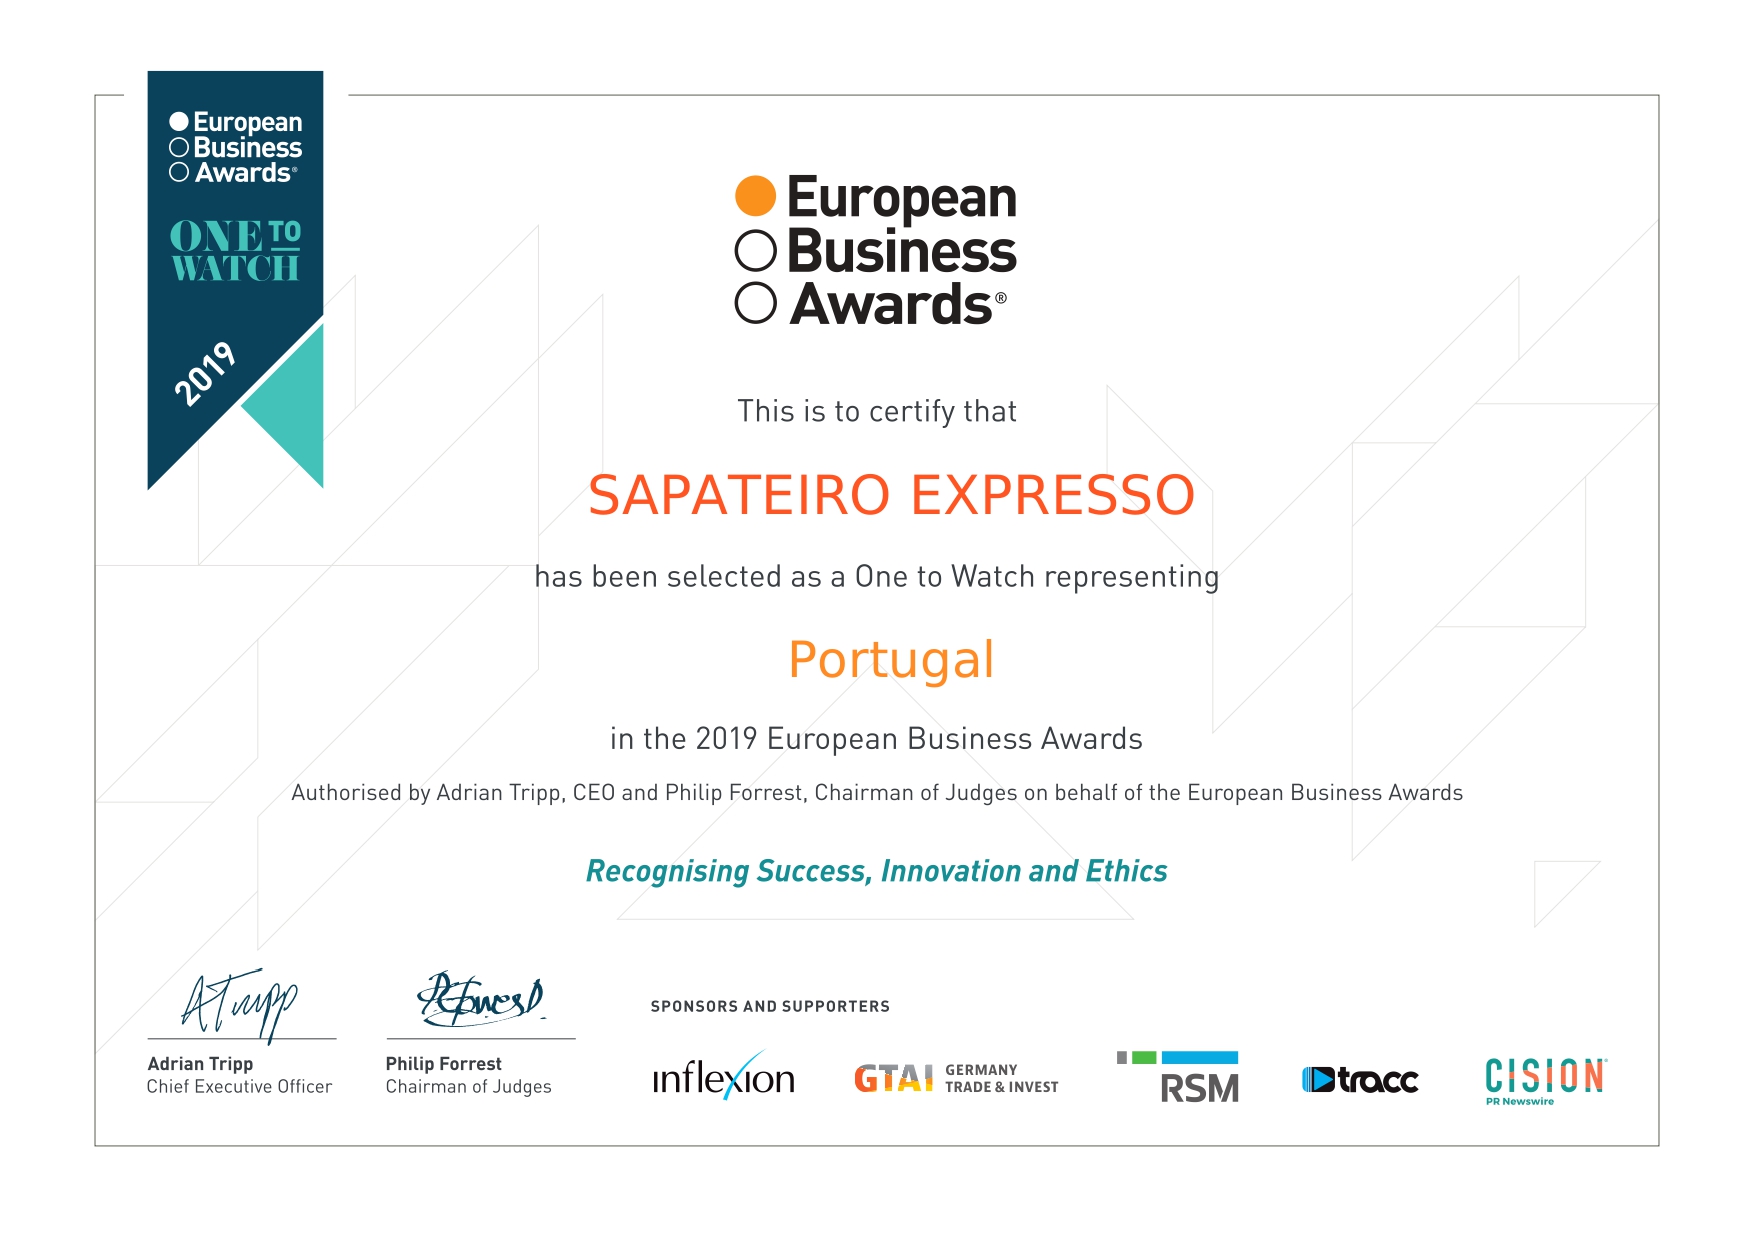 European
Business
Awards®
ONE TO
WATCH
2019
European
Business
Awards®
This is to certify that
SAPATEIRO EXPRESSO
has been selected as a One to Watch representing
Portugal
in the 2019 European Business Awards
Authorised by Adrian Tripp, CEO and Philip Forrest, Chairman of Judges on behalf of the European Business Awards
Recognising Success, Innovation and Ethics
ATripp
Adrian Tripp
Chief Executive Officer
Philip Forrest
Chairman of Judges
SPONSORS AND SUPPORTERS
inflexion
GTAI GERMANY
TRADE & INVEST
RSM
tracc
CISION
PR Newswire